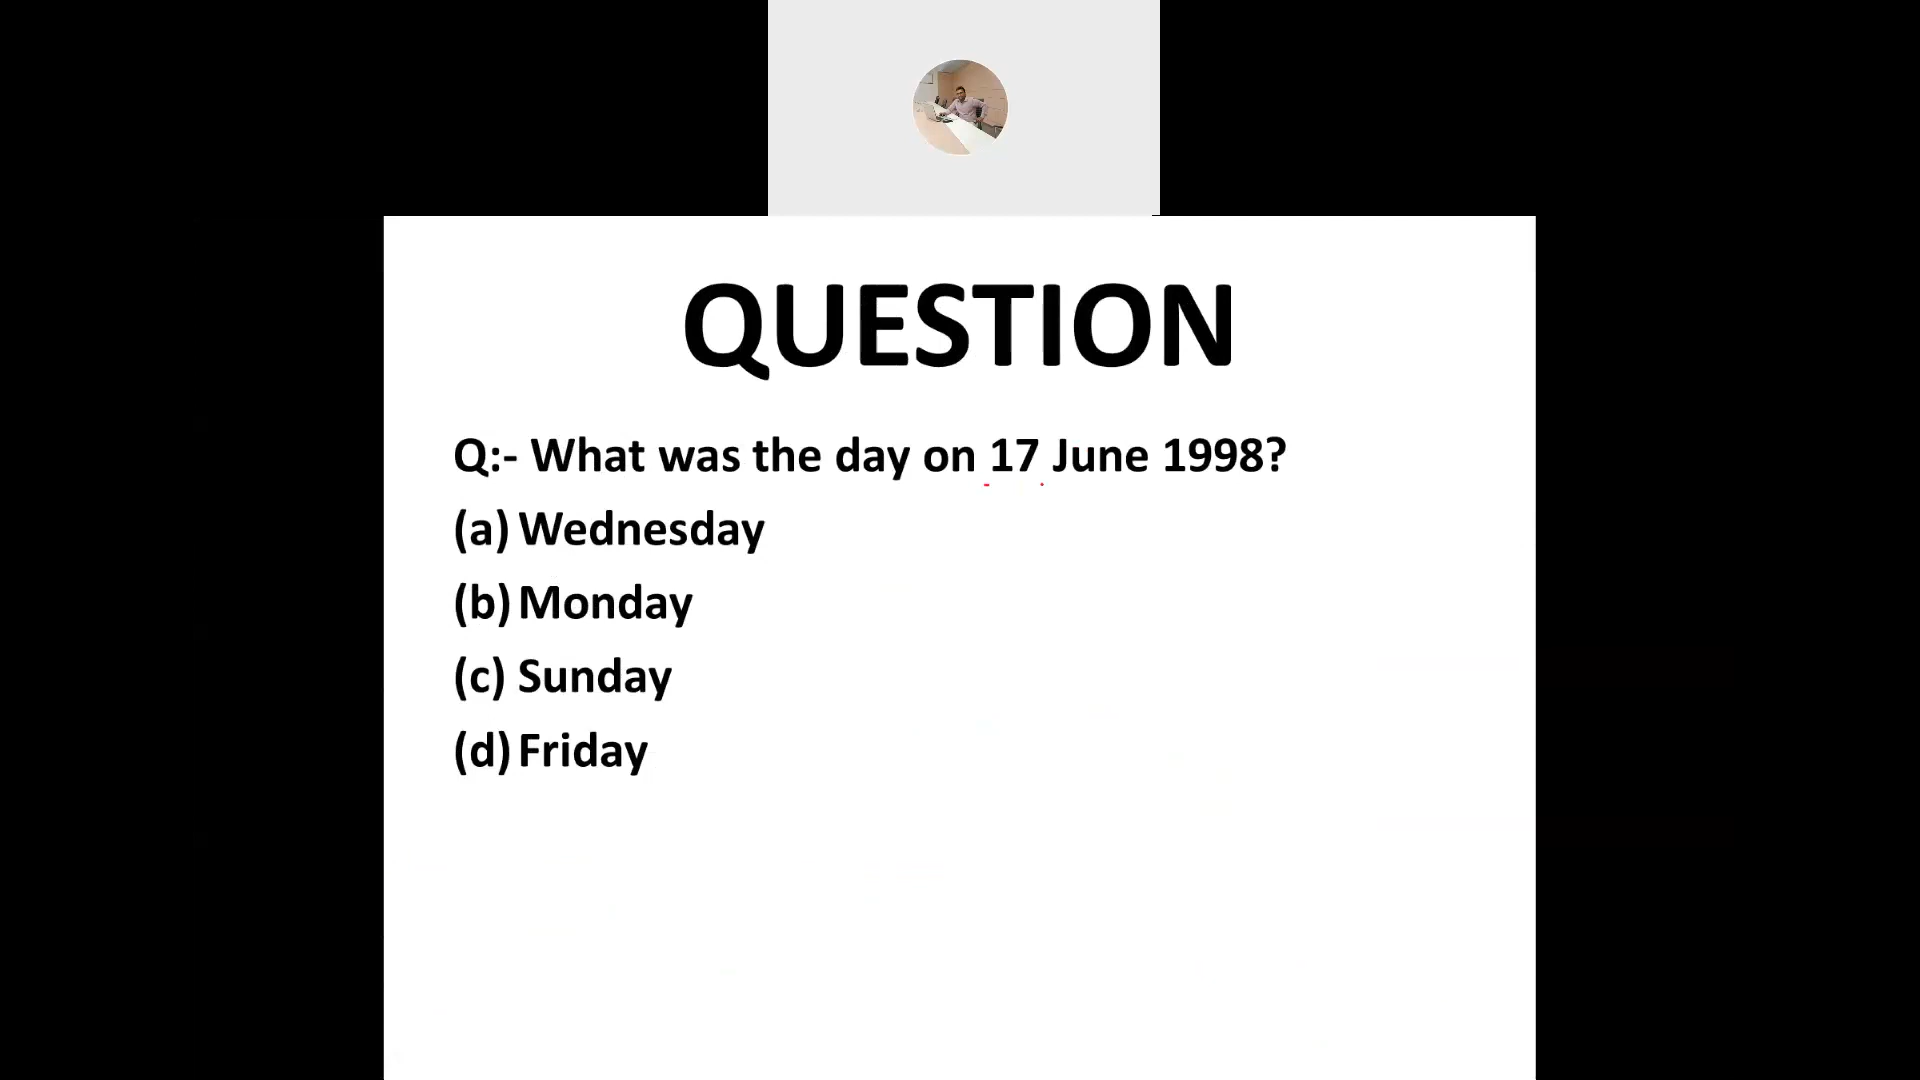 QUESTION
Q:- What was the day on 17 June 1998?
(a) Wednesday
(b) Monday
(c) Sunday
(d) Friday